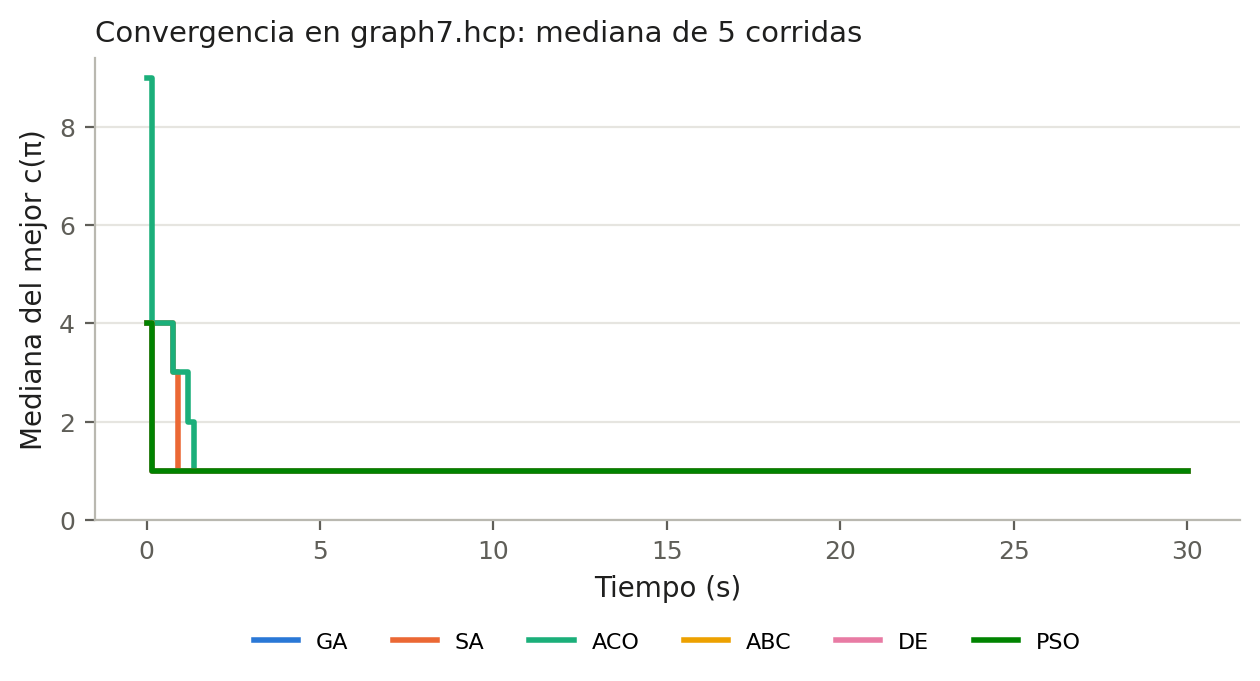 Convergencia en graph7.hcp: mediana de 5 corridas
Mediana del mejor c(π)
8
6
4
2
0
0 5 10 15 20 25 30
Tiempo (s)
GA SA ACO ABC DE PSO